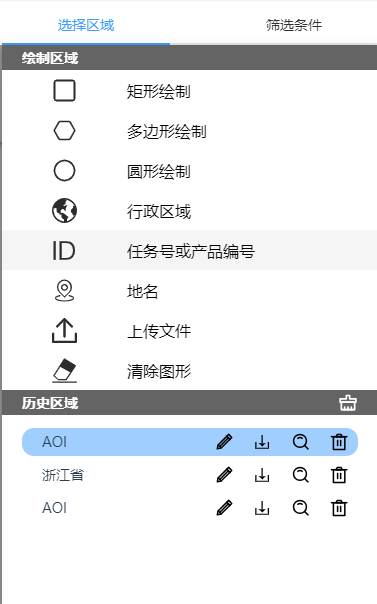 选择区域 筛选条件
绘制区域
矩形绘制
多边形绘制
圆形绘制
行政区域
ID 任务号或产品编号
地名
上传文件
清除图形
历史区域
AOI
浙江省
AOI